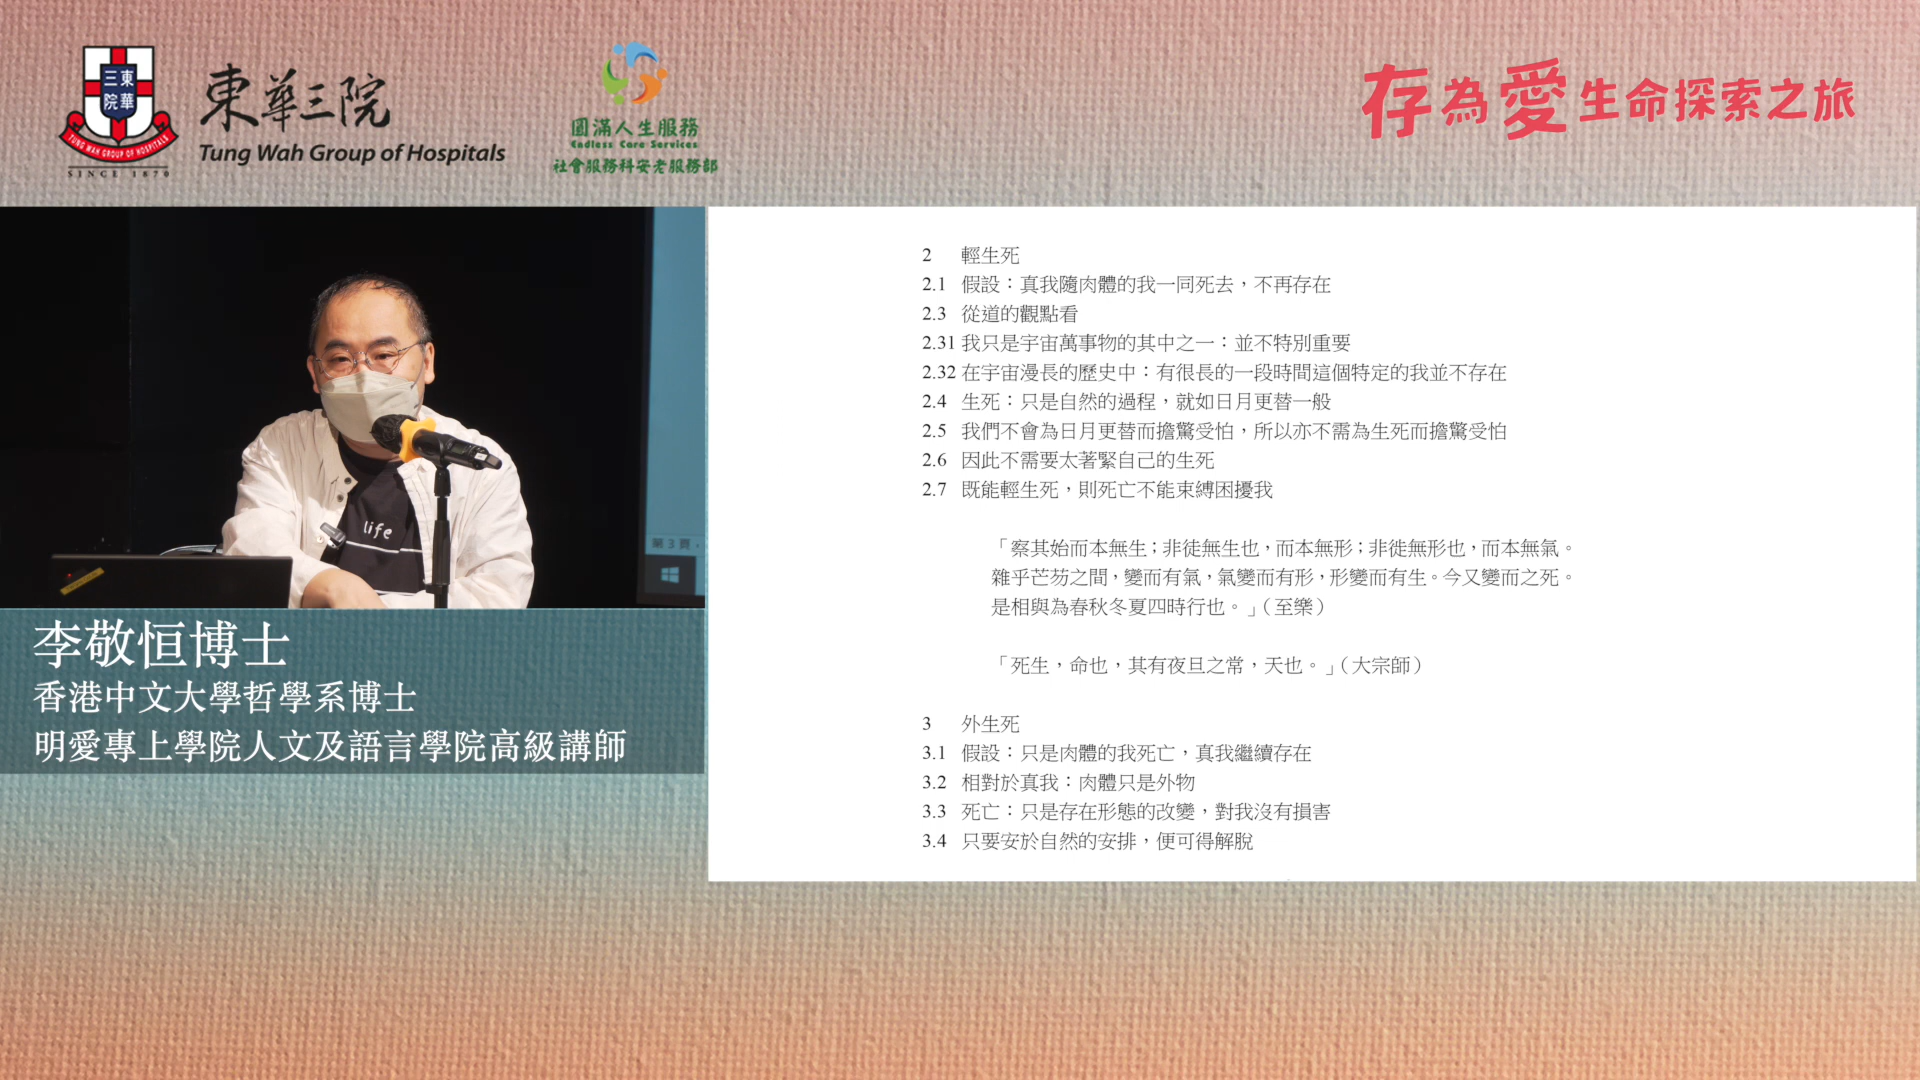 三東
院華
TUNG WAH GROUP OF HOSPITALS
SINCE 1870
東華三院
Tung Wah Group of Hospitals
圓滿人生服務
Endless Care Services
社會服務科安老服務部
存為愛生命探索之旅
life
第 3 頁，
李敬恒博士
香港中文大學哲學系博士
明愛專上學院人文及語言學院高級講師
2 輕生死
2.1 假設：真我隨肉體的我一同死去，不再存在
2.3 從道的觀點看
2.31 我只是宇宙萬事物的其中之一：並不特別重要
2.32 在宇宙漫長的歷史中：有很長的一段時間這個特定的我並不存在
2.4 生死：只是自然的過程，就如日月更替一般
2.5 我們不會為日月更替而擔驚受怕，所以亦不需為生死而擔驚受怕
2.6 因此不需要太著緊自己的生死
2.7 既能輕生死，則死亡不能束縛困擾我
「察其始而本無生；非徒無生也，而本無形；非徙無形也，而本無氣。
雜乎芒芴之間，變而有氣，氣變而有形，形變而有生。今又變而之死。
是相與為春秋冬夏四時行也。」（至樂）
「死生，命也，其有夜旦之常，天也。」（大宗師）
3 外生死
3.1 假設：只是肉體的我死亡，真我繼續存在
3.2 相對於真我：肉體只是外物
3.3 死亡：只是存在形態的改變，對我沒有損害
3.4 只要安於自然的安排，便可得解脫